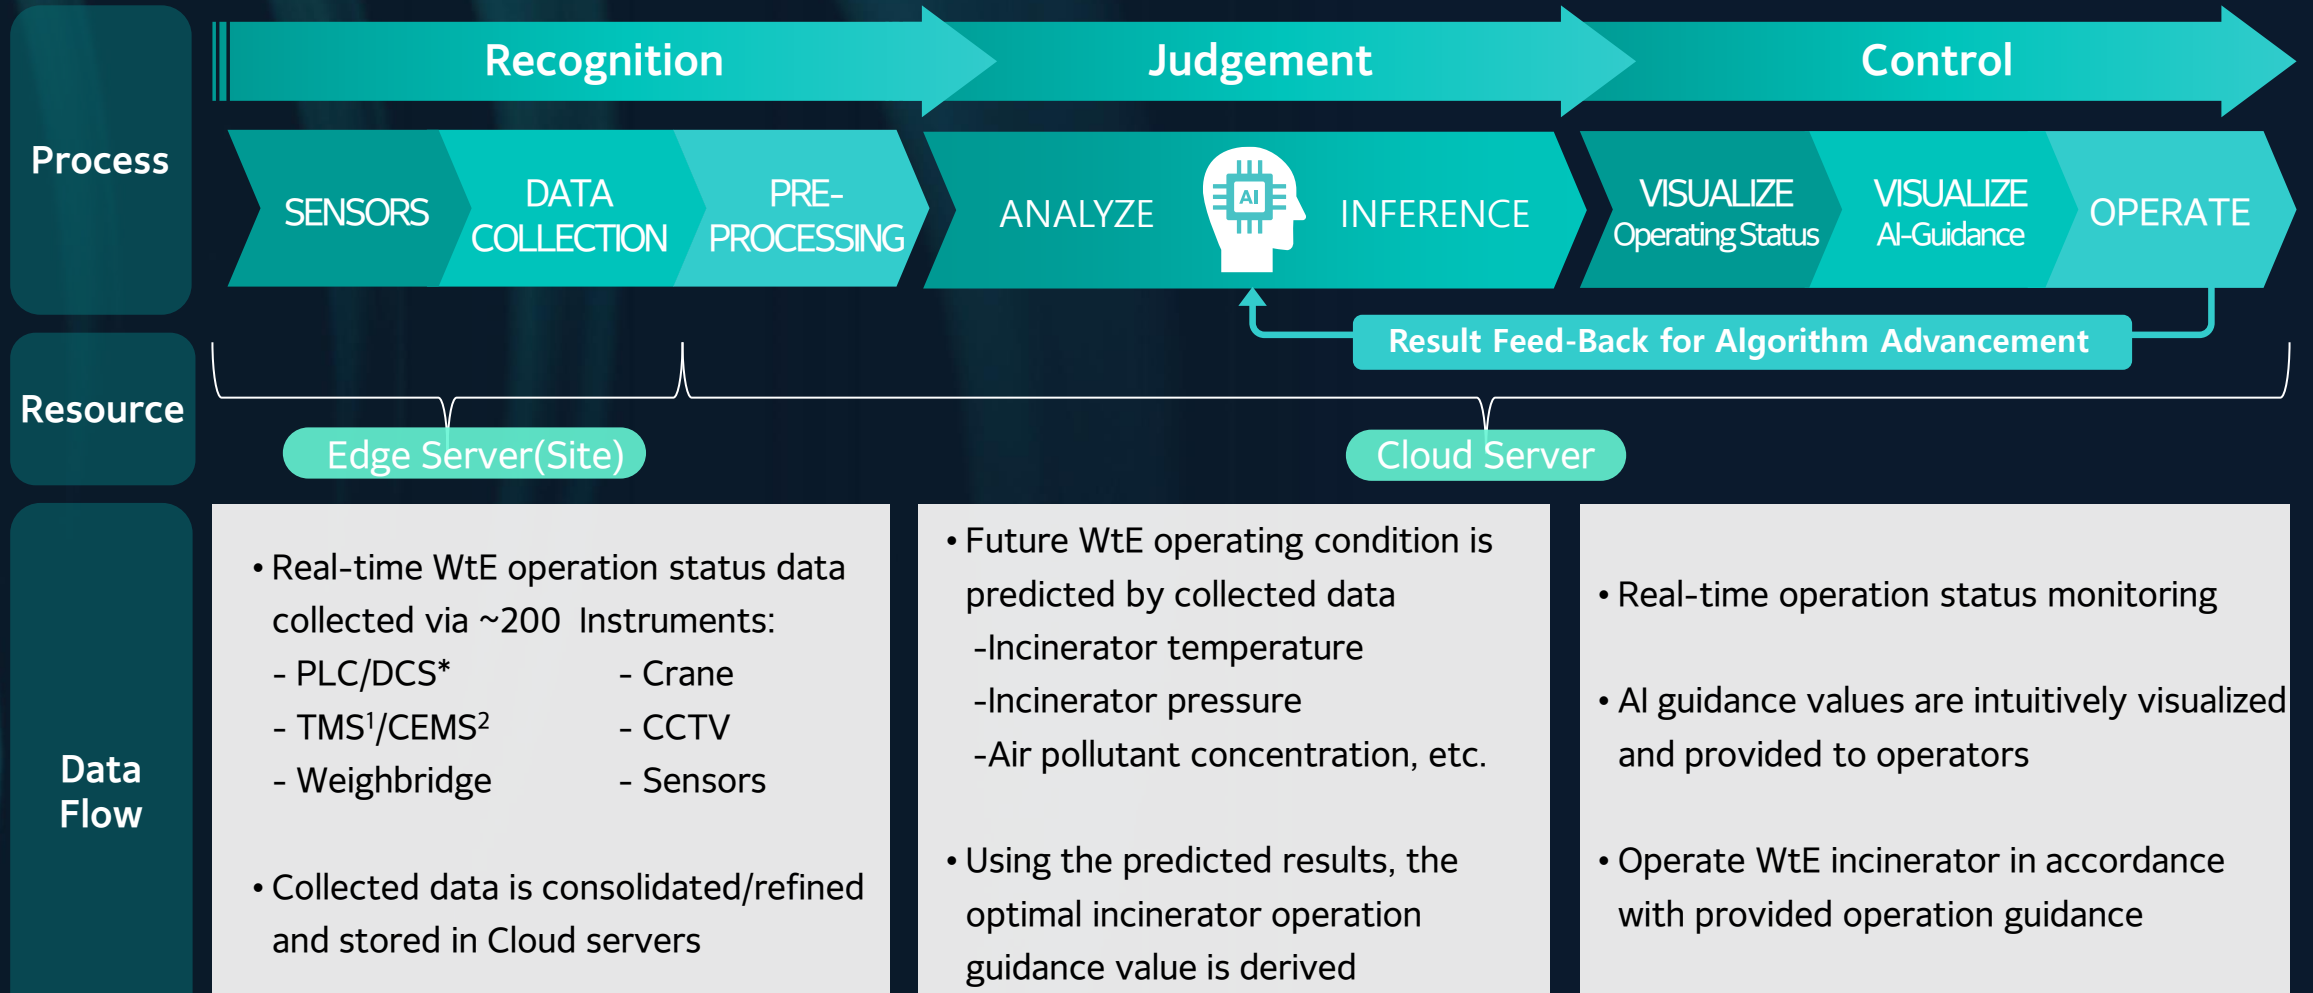 Recognition
Judgement
Control
Process
SENSORS
DATA
COLLECTION
PRE-
PROCESSING
ANALYZE
AI
INFERENCE
VISUALIZE
Operating Status
VISUALIZE
AI-Guidance
OPERATE
Result Feed-Back for Algorithm Advancement
Resource
Edge Server(Site)
Cloud Server
Data
Flow
• Real-time WtE operation status data
collected via ~200 Instruments:
- PLC/DCS*
- Crane
- TMS¹/CEMS²
- CCTV
- Weighbridge
- Sensors
• Collected data is consolidated/refined
and stored in Cloud servers
• Future WtE operating condition is
predicted by collected data
-Incinerator temperature
-Incinerator pressure
-Air pollutant concentration, etc.
• Using the predicted results, the
optimal incinerator operation
guidance value is derived
• Real-time operation status monitoring
• AI guidance values are intuitively visualized
and provided to operators
• Operate WtE incinerator in accordance
with provided operation guidance